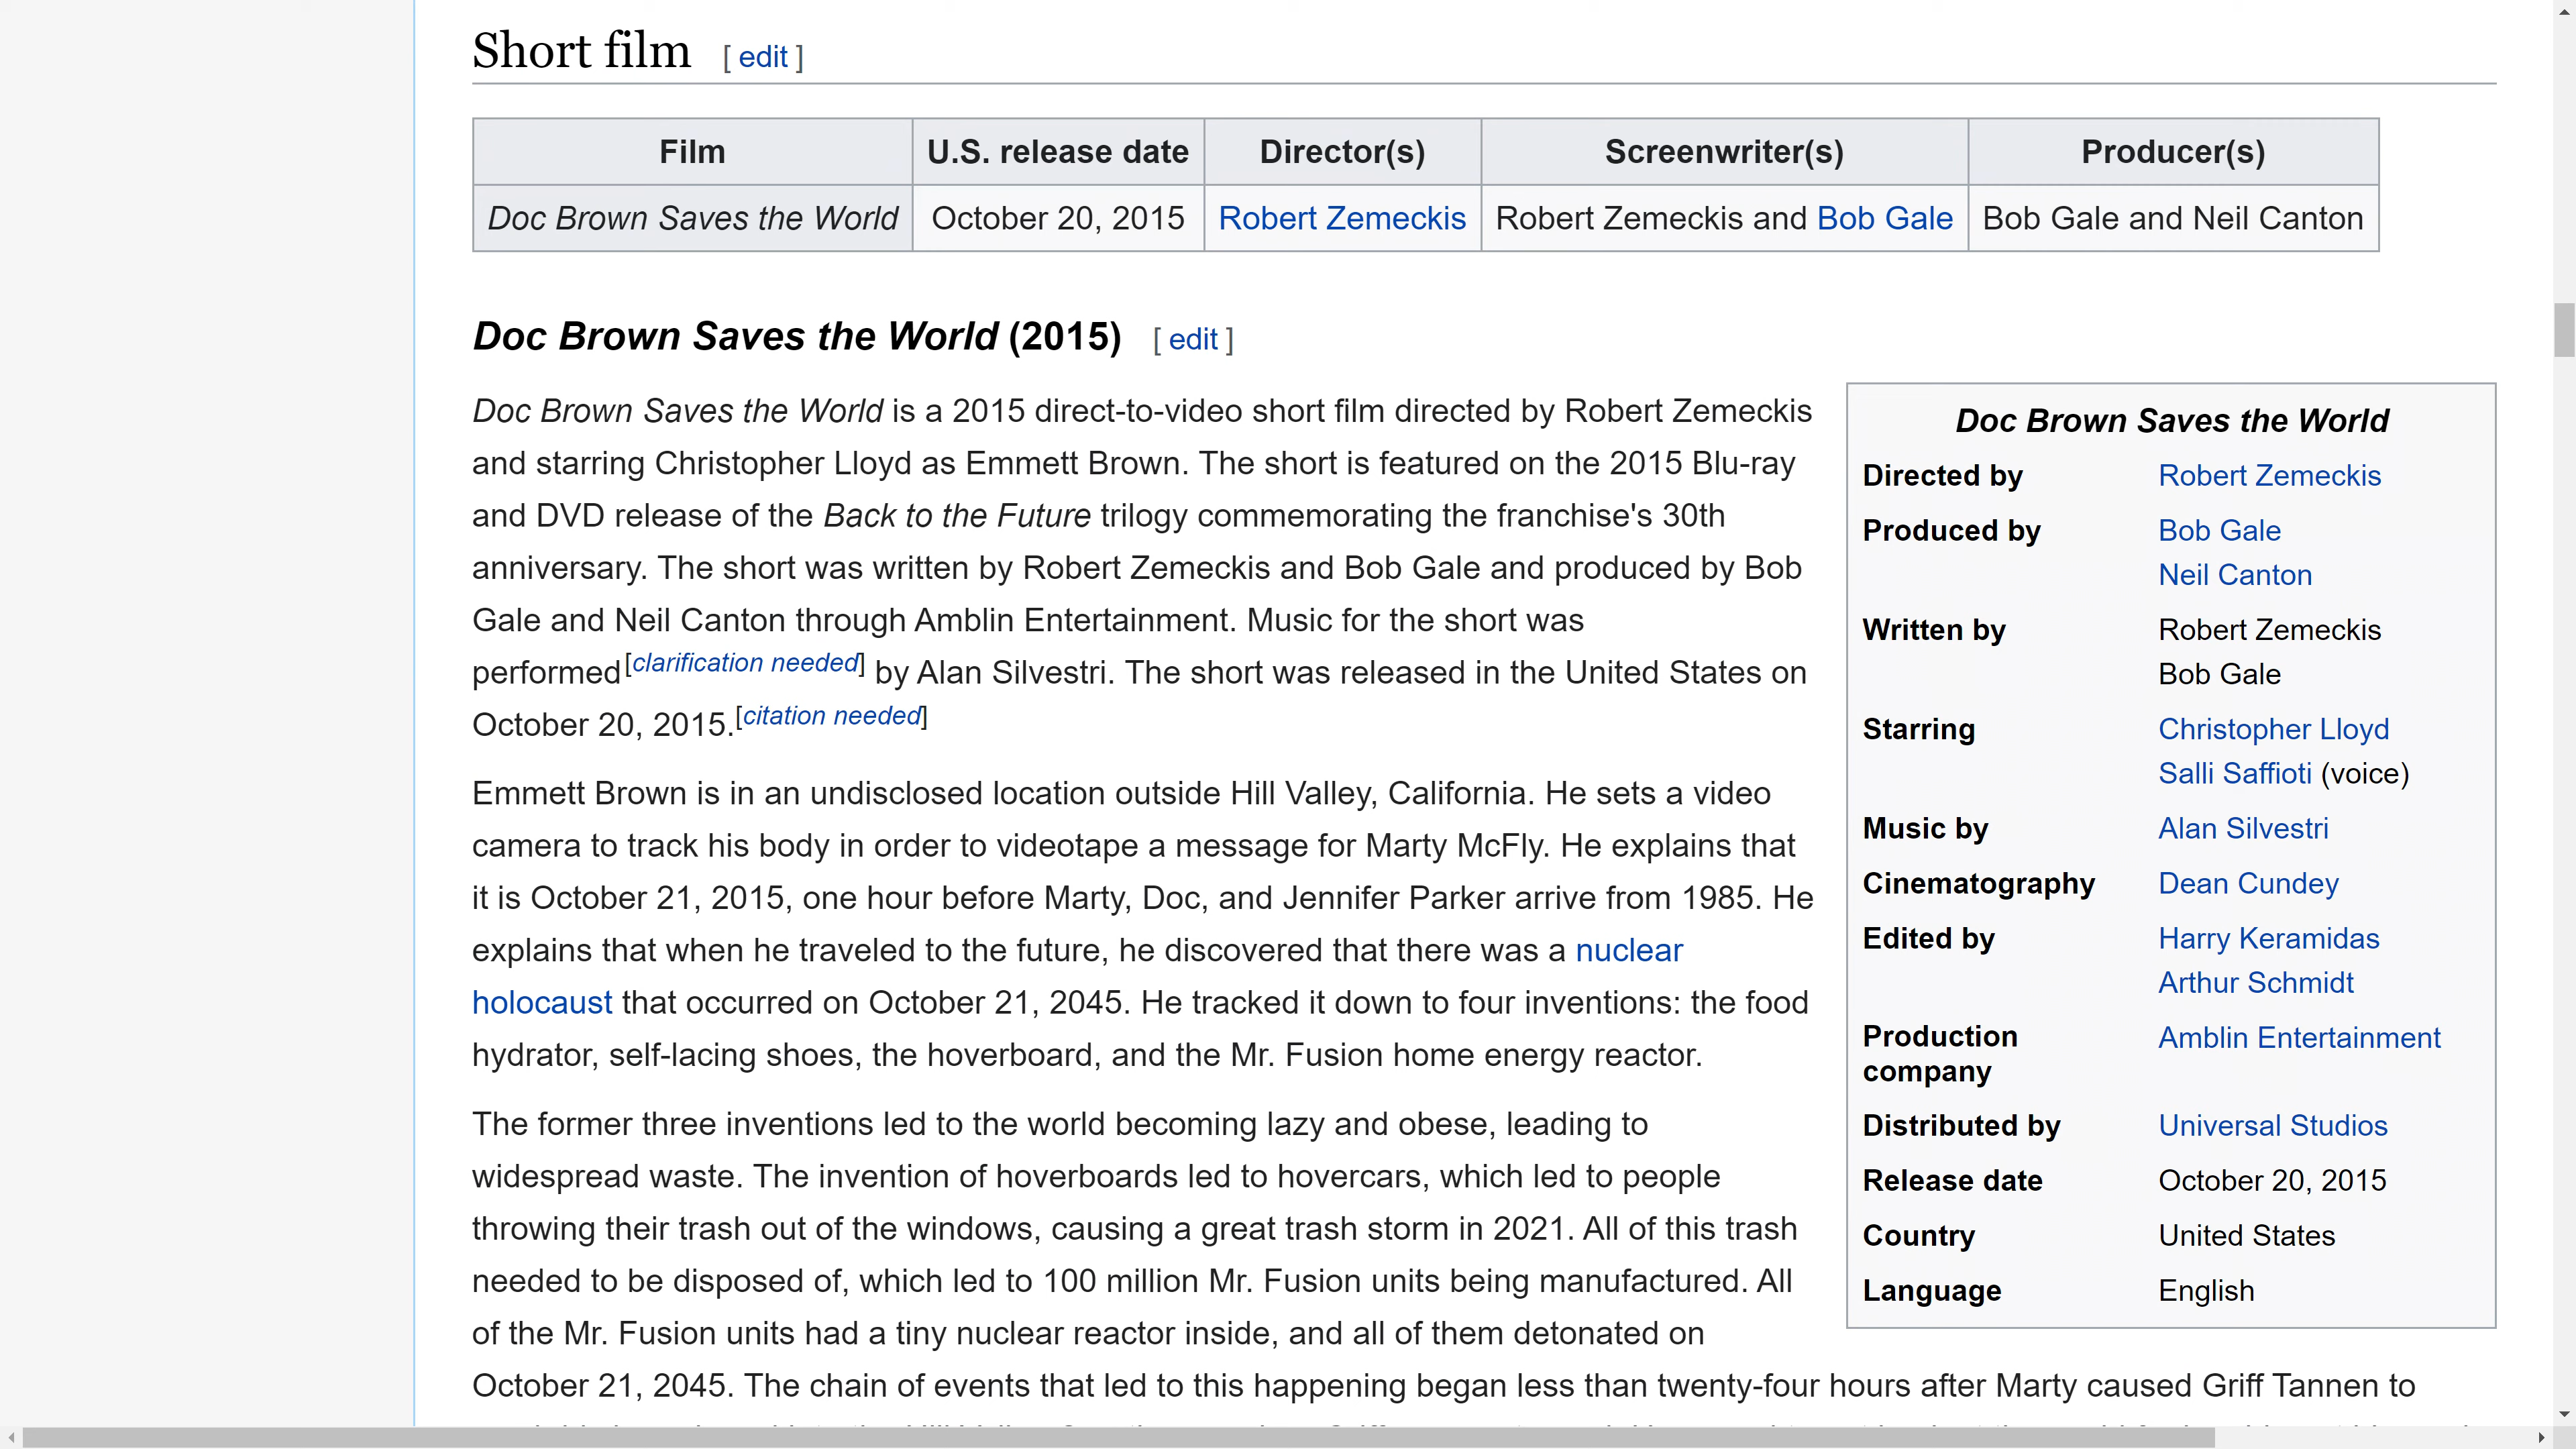 Short film [ edit ]
Film U.S. release date Director(s) Screenwriter(s) Producer(s)
Doc Brown Saves the World October 20, 2015 Robert Zemeckis Robert Zemeckis and Bob Gale Bob Gale and Neil Canton
Doc Brown Saves the World (2015) [ edit ]
Doc Brown Saves the World is a 2015 direct-to-video short film directed by Robert Zemeckis
and starring Christopher Lloyd as Emmett Brown. The short is featured on the 2015 Blu-ray
and DVD release of the Back to the Future trilogy commemorating the franchise's 30th
anniversary. The short was written by Robert Zemeckis and Bob Gale and produced by Bob
Gale and Neil Canton through Amblin Entertainment. Music for the short was
performed[clarification needed] by Alan Silvestri. The short was released in the United States on
October 20, 2015.[citation needed]
Emmett Brown is in an undisclosed location outside Hill Valley, California. He sets a video
camera to track his body in order to videotape a message for Marty McFly. He explains that
it is October 21, 2015, one hour before Marty, Doc, and Jennifer Parker arrive from 1985. He
explains that when he traveled to the future, he discovered that there was a nuclear
holocaust that occurred on October 21, 2045. He tracked it down to four inventions: the food
hydrator, self-lacing shoes, the hoverboard, and the Mr. Fusion home energy reactor.
The former three inventions led to the world becoming lazy and obese, leading to
widespread waste. The invention of hoverboards led to hovercars, which led to people
throwing their trash out of the windows, causing a great trash storm in 2021. All of this trash
needed to be disposed of, which led to 100 million Mr. Fusion units being manufactured. All
of the Mr. Fusion units had a tiny nuclear reactor inside, and all of them detonated on
October 21, 2045. The chain of events that led to this happening began less than twenty-four hours after Marty caused Griff Tannen to
Doc Brown Saves the World
Directed by Robert Zemeckis
Produced by Bob Gale
Neil Canton
Written by Robert Zemeckis
Bob Gale
Starring Christopher Lloyd
Salli Saffioti (voice)
Music by Alan Silvestri
Cinematography Dean Cundey
Edited by Harry Keramidas
Arthur Schmidt
Production Amblin Entertainment
company
Distributed by Universal Studios
Release date October 20, 2015
Country United States
Language English